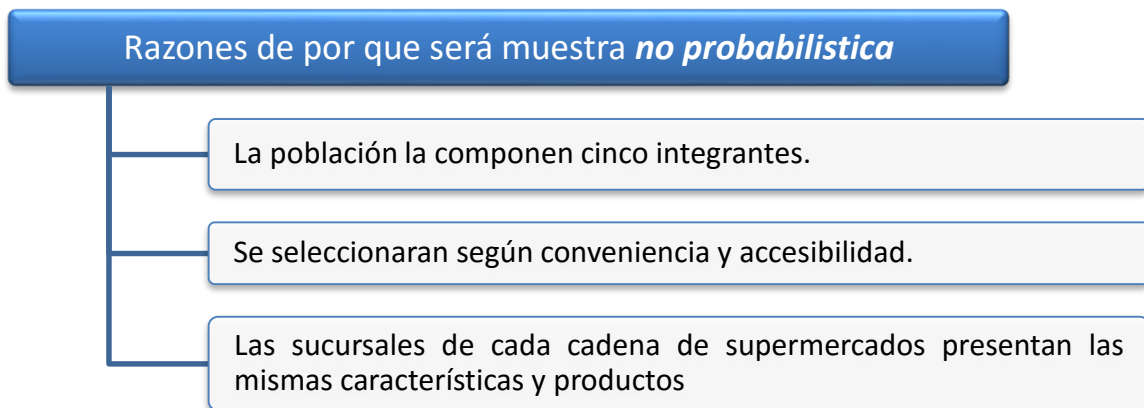 Razones de por que será muestra no probabilistica
La población la componen cinco integrantes.
Se seleccionaran según conveniencia y accesibilidad.
Las sucursales de cada cadena de supermercados presentan las
mismas características y productos